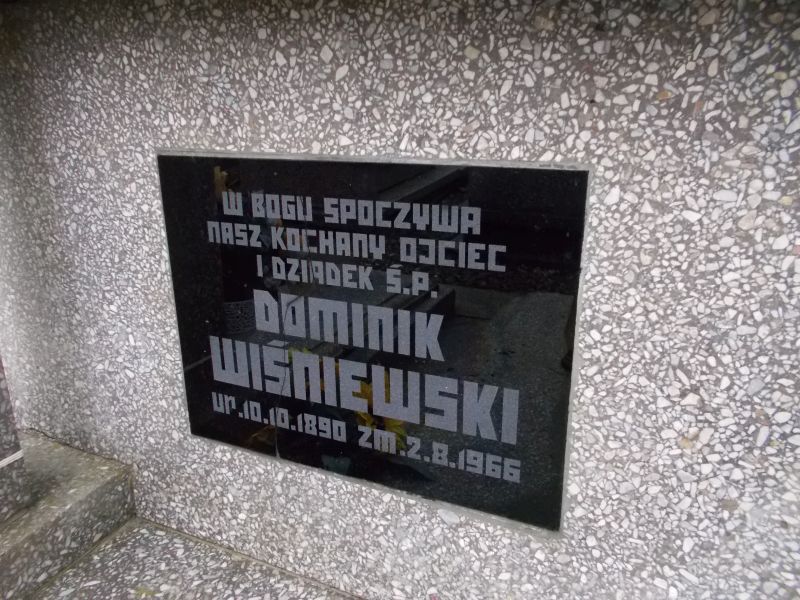 W BOGU SPOCZYWA
NASZ KOCHANY OJCIEC
I DZIADEK Ś.P.
DOMINIK
WIŚNIEWSKI
ur.10.10.1890 zm.2.8.1966